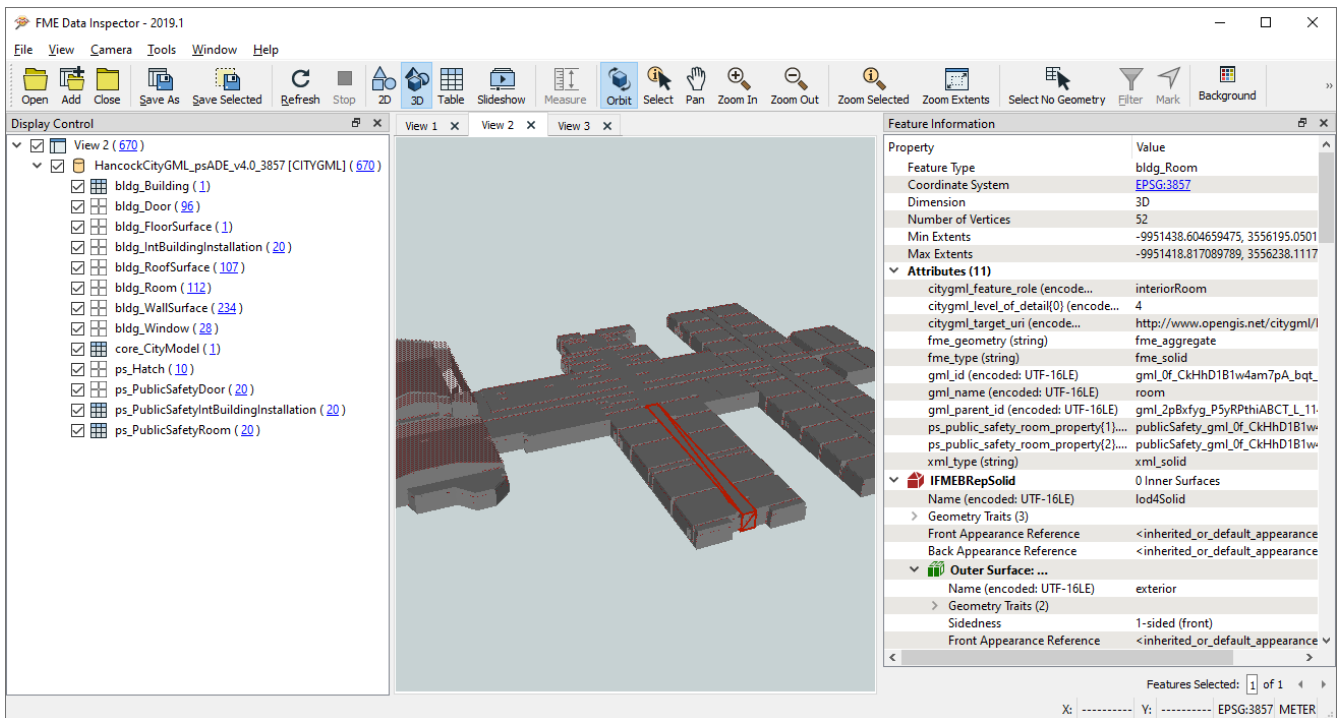 FME Data Inspector - 2019.1
File View Camera Tools Window Help
Open Add Close Save As Save Selected Refresh Stop 2D 3D Table Slideshow Measure Orbit Select Pan Zoom In Zoom Out Zoom Selected Zoom Extents Select No Geometry Filter Mark Background »
Display Control
View 1 View 2 View 3
View 2 ( 670 )
HancockCityGML_psADE_v4.0_3857 [CITYGML] ( 670 )
bldg_Building ( 1 )
bldg_Door ( 96 )
bldg_FloorSurface ( 1 )
bldg_IntBuildingInstallation ( 20 )
bldg_RoofSurface ( 107 )
bldg_Room ( 112 )
bldg_WallSurface ( 234 )
bldg_Window ( 28 )
core_CityModel ( 1 )
ps_Hatch ( 10 )
ps_PublicSafetyDoor ( 20 )
ps_PublicSafetyIntBuildingInstallation ( 20 )
ps_PublicSafetyRoom ( 20 )
Feature Information
Property Value
Feature Type bldg_Room
Coordinate System EPSG:3857
Dimension 3D
Number of Vertices 52
Min Extents -9951438.604659475, 3556195.0501
Max Extents -9951418.817089789, 3556238.1117
Attributes (11)
citygml_feature_role (encode... interiorRoom
citygml_level_of_detail{0} (encode... 4
citygml_target_uri (encode... http://www.opengis.net/citygml/
fme_geometry (string) fme_aggregate
fme_type (string) fme_solid
gml_id (encoded: UTF-16LE) gml_0f_CkHhD1B1w4am7pA_bqt_
gml_name (encoded: UTF-16LE) room
gml_parent_id (encoded: UTF-16LE) gml_2pBxfyg_P5yRPthiABCT_L_11
ps_public_safety_room_property{1}.... publicSafety_gml_0f_CkHhD1B1w
ps_public_safety_room_property{2}.... publicSafety_gml_0f_CkHhD1B1w
xml_type (string) xml_solid
IFMEBRepSolid 0 Inner Surfaces
Name (encoded: UTF-16LE) lod4Solid
Geometry Traits (3)
Front Appearance Reference <inherited_or_default_appearance
Back Appearance Reference <inherited_or_default_appearance
Outer Surface: ...
Name (encoded: UTF-16LE) exterior
Geometry Traits (2)
Sidedness 1-sided (front)
Front Appearance Reference <inherited_or_default_appearance
Features Selected: 1 of 1
X: ---------- Y: ---------- EPSG:3857 METER